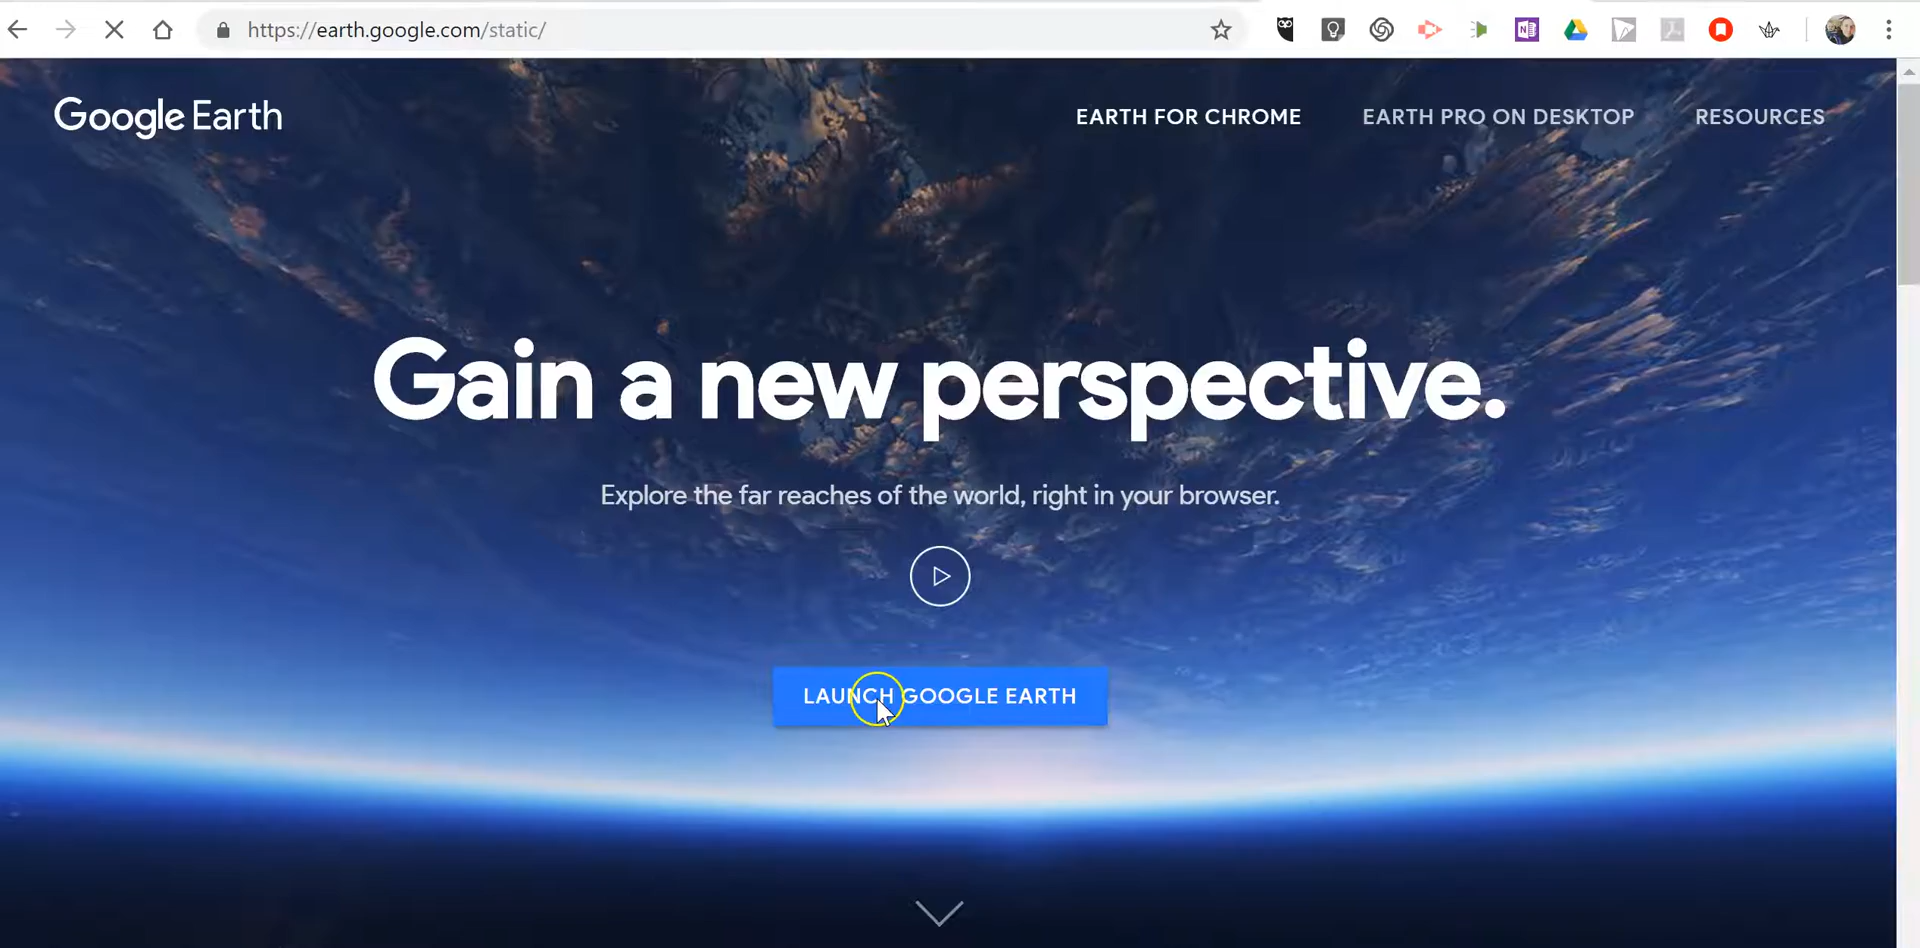 https://earth.google.com/static/
Google Earth
EARTH FOR CHROME
EARTH PRO ON DESKTOP
RESOURCES
Gain a new perspective.
Explore the far reaches of the world, right in your browser.
LAUNCH GOOGLE EARTH